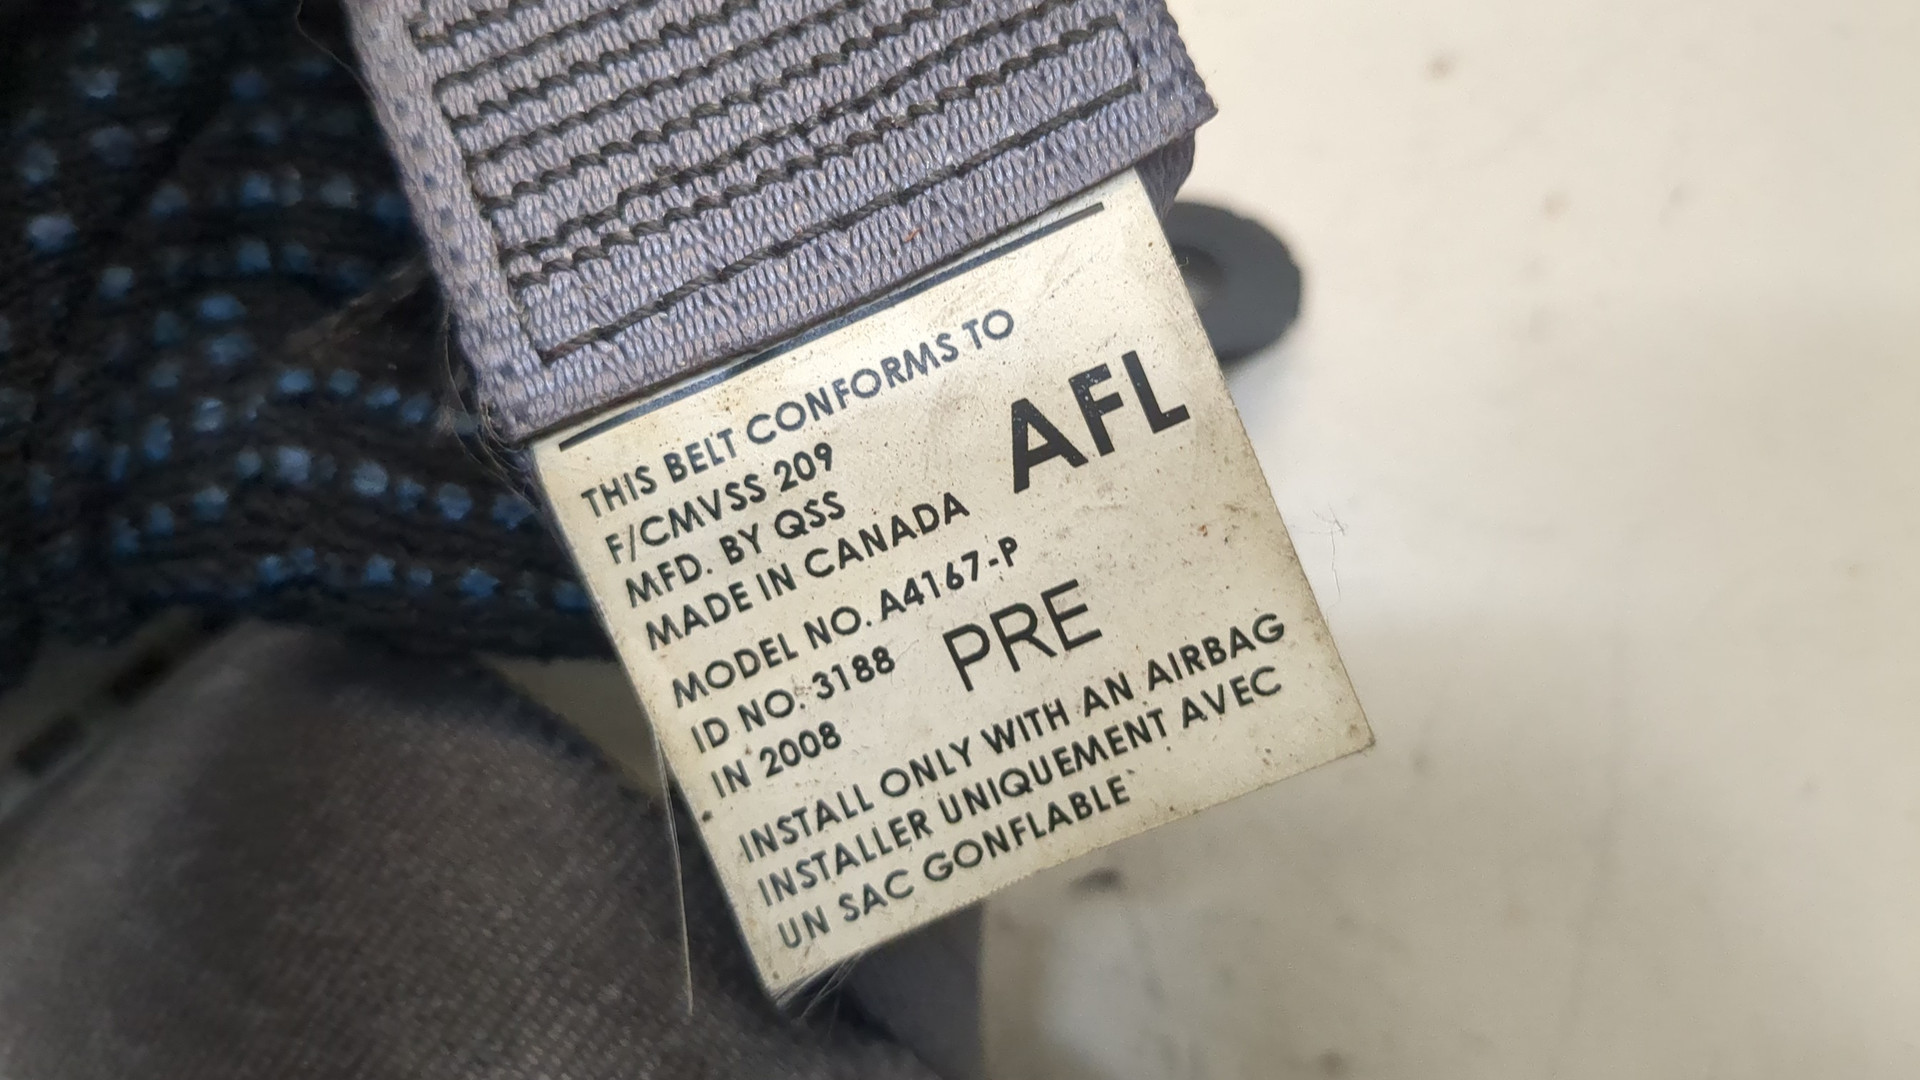 THIS BELT CONFORMS TO
F/CMVSS 209
AFL
MFD. BY QSS
MADE IN CANADA
MODEL NO. A4167-P
ID NO. 3188 PRE
IN 2008
INSTALL ONLY WITH AN AIRBAG
INSTALLER UNIQUEMENT AVEC
UN SAC GONFLABLE